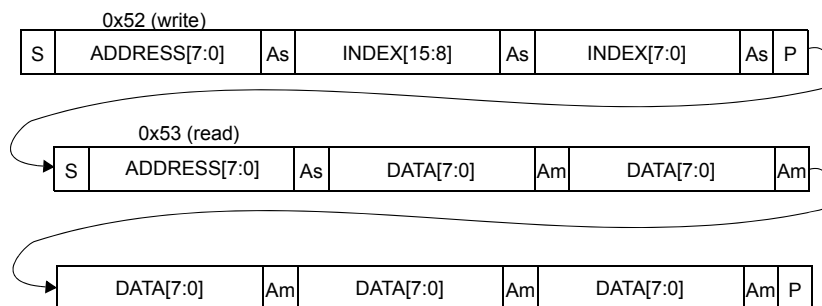 0x52 (write)
S ADDRESS[7:0] As INDEX[15:8] As INDEX[7:0] As P
0x53 (read)
S ADDRESS[7:0] As DATA[7:0] Am DATA[7:0] Am
DATA[7:0] Am DATA[7:0] Am DATA[7:0] Am P